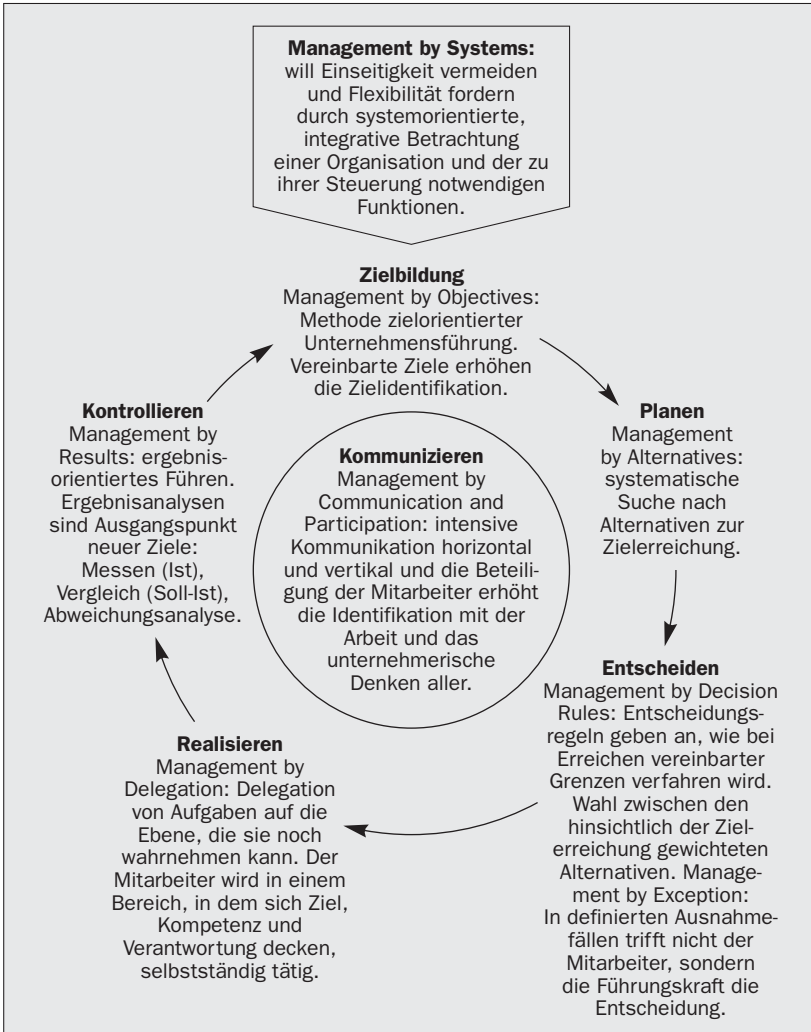 Management by Systems:
will Einseitigkeit vermeiden
und Flexibilität fordern
durch systemorientierte,
integrative Betrachtung
einer Organisation und der zu
ihrer Steuerung notwendigen
Funktionen.
Zielbildung
Management by Objectives:
Methode zielorientierter
Unternehmensführung.
Vereinbarte Ziele erhöhen
die Zielidentifikation.
Planen
Management
by Alternatives:
systematische
Suche nach
Alternativen zur
Zielerreichung.
Entscheiden
Management by Decision
Rules: Entscheidungs-
regeln geben an, wie bei
Erreichen vereinbarter
Grenzen verfahren wird.
Wahl zwischen den
hinsichtlich der Ziel-
erreichung gewichteten
Alternativen. Manage-
ment by Exception:
In definierten Ausnahme-
fällen trifft nicht der
Mitarbeiter, sondern
die Führungskraft die
Entscheidung.
Realisieren
Management by
Delegation: Delegation
von Aufgaben auf die
Ebene, die sie noch
wahrnehmen kann. Der
Mitarbeiter wird in einem
Bereich, in dem sich Ziel,
Kompetenz und
Verantwortung decken,
selbstständig tätig.
Kontrollieren
Management by
Results: ergebnis-
orientiertes Führen.
Ergebnisanalysen
sind Ausgangspunkt
neuer Ziele:
Messen (Ist),
Vergleich (Soll-Ist),
Abweichungsanalyse.
Kommunizieren
Management by
Communication and
Participation: intensive
Kommunikation horizontal
und vertikal und die Beteili-
gung der Mitarbeiter erhöht
die Identifikation mit der
Arbeit und das
unternehmerische
Denken aller.